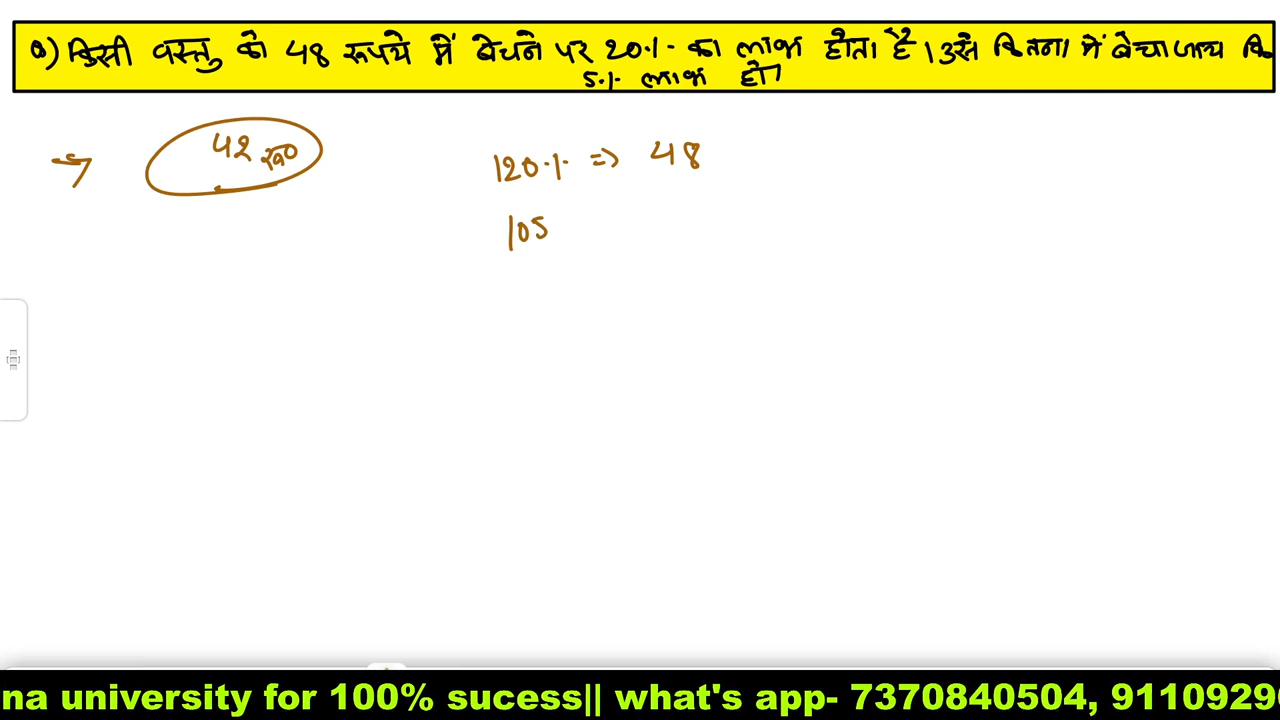 Q) किसी वस्तु को 48 रूपये में बेचने पर 20% का लाभ होता है। उसे कितना में बेचा जाय कि
5% लाभ हो।
→ 42 रू०
120% => 48
105
na university for 100% sucess|| what's app- 7370840504, 9110929